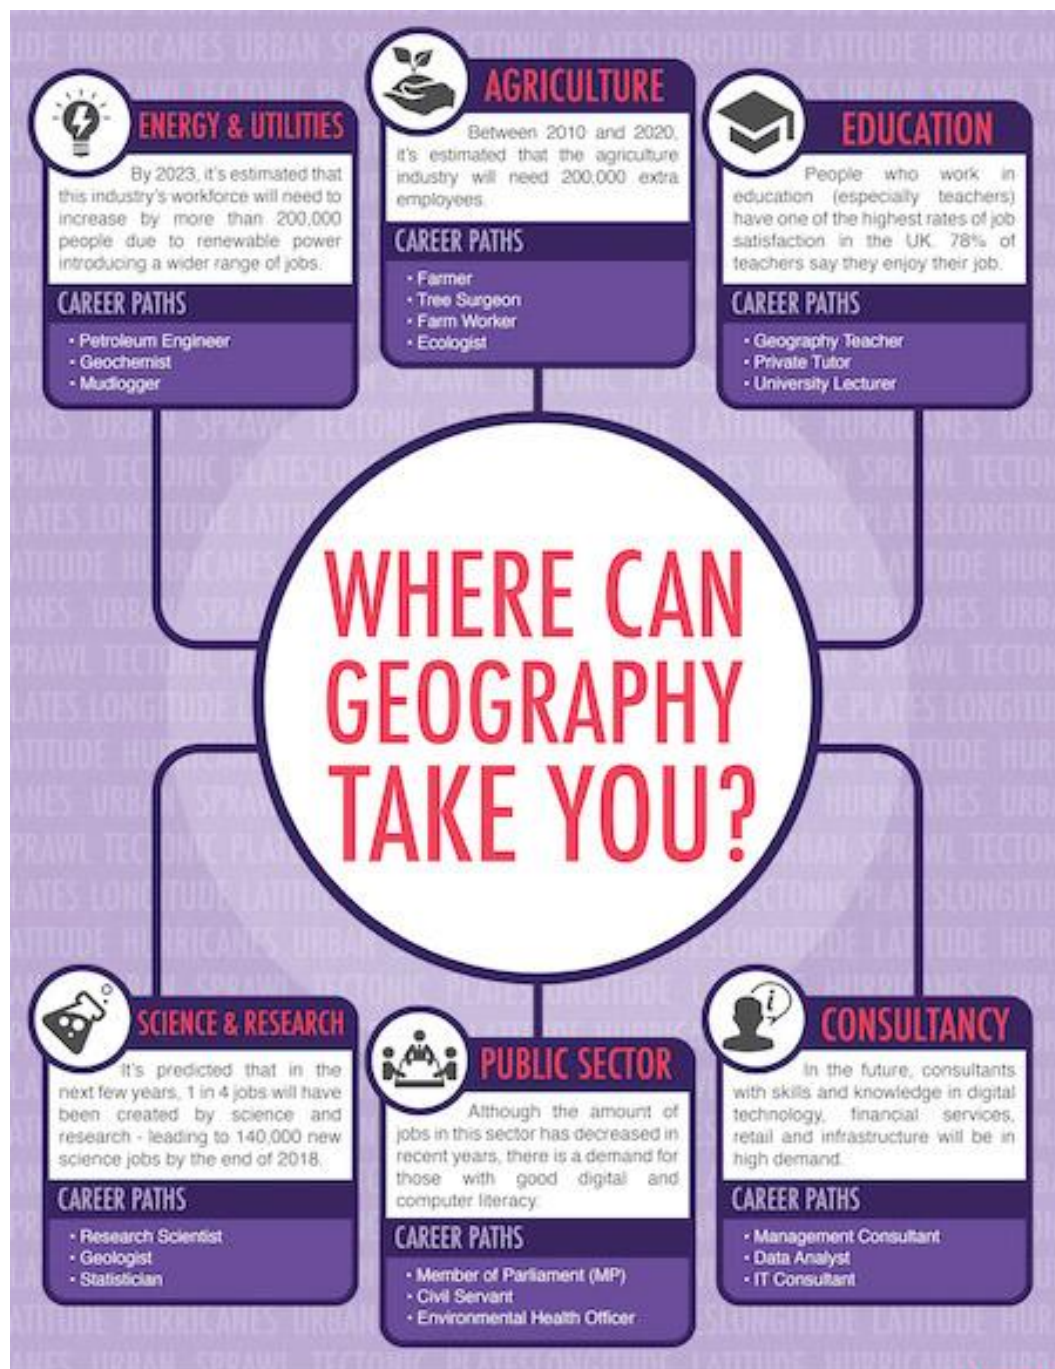 ENERGY & UTILITIES
By 2023, it's estimated that
this industry's workforce will need to
increase by more than 200,000
people due to renewable power
introducing a wider range of jobs.
CAREER PATHS
• Petroleum Engineer
• Geochemist
• Mudlogger
AGRICULTURE
Between 2010 and 2020,
it's estimated that the agriculture
industry will need 200,000 extra
employees.
CAREER PATHS
• Farmer
• Tree Surgeon
• Farm Worker
• Ecologist
EDUCATION
People who work in
education (especially teachers)
have one of the highest rates of job
satisfaction in the UK. 78% of
teachers say they enjoy their job.
CAREER PATHS
• Geography Teacher
• Private Tutor
• University Lecturer
WHERE CAN
GEOGRAPHY
TAKE YOU?
SCIENCE & RESEARCH
It's predicted that in the
next few years, 1 in 4 jobs will have
been created by science and
research - leading to 140,000 new
science jobs by the end of 2018.
CAREER PATHS
• Research Scientist
• Geologist
• Statistician
PUBLIC SECTOR
Although the amount of
jobs in this sector has decreased in
recent years, there is a demand for
those with good digital and
computer literacy.
CAREER PATHS
• Member of Parliament (MP)
• Civil Servant
• Environmental Health Officer
CONSULTANCY
In the future, consultants
with skills and knowledge in digital
technology, financial services,
retail and infrastructure will be in
high demand.
CAREER PATHS
• Management Consultant
• Data Analyst
• IT Consultant